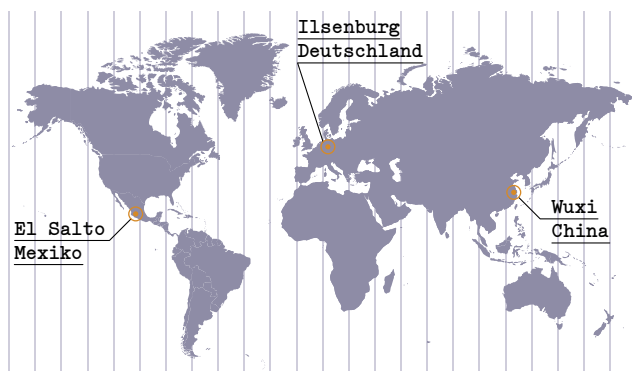 Ilsenburg
Deutschland
El Salto
Mexiko
Wuxi
China